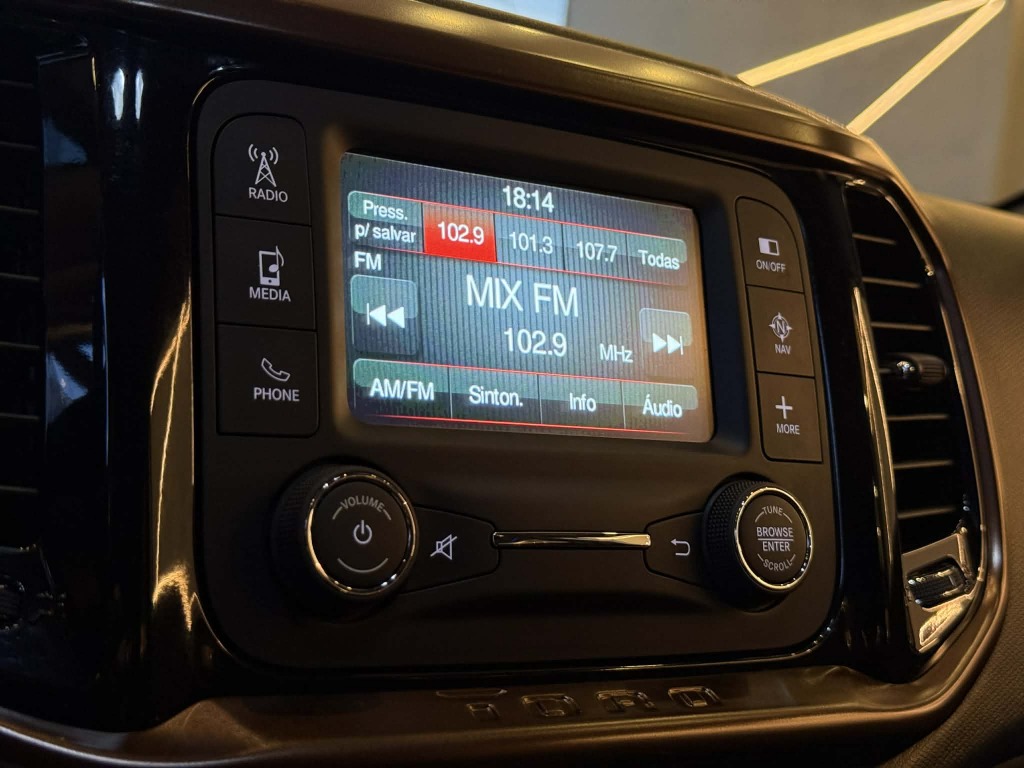 RADIO
MEDIA
PHONE
18:14
Press.
p/ salvar
102.9
101.3
107.7
Todas
FM
MIX FM
102.9
MHz
AM/FM
Sinton.
Info
Áudio
ON/OFF
N
NAV
MORE
VOLUME
TUNE
BROWSE
ENTER
SCROLL
TORO